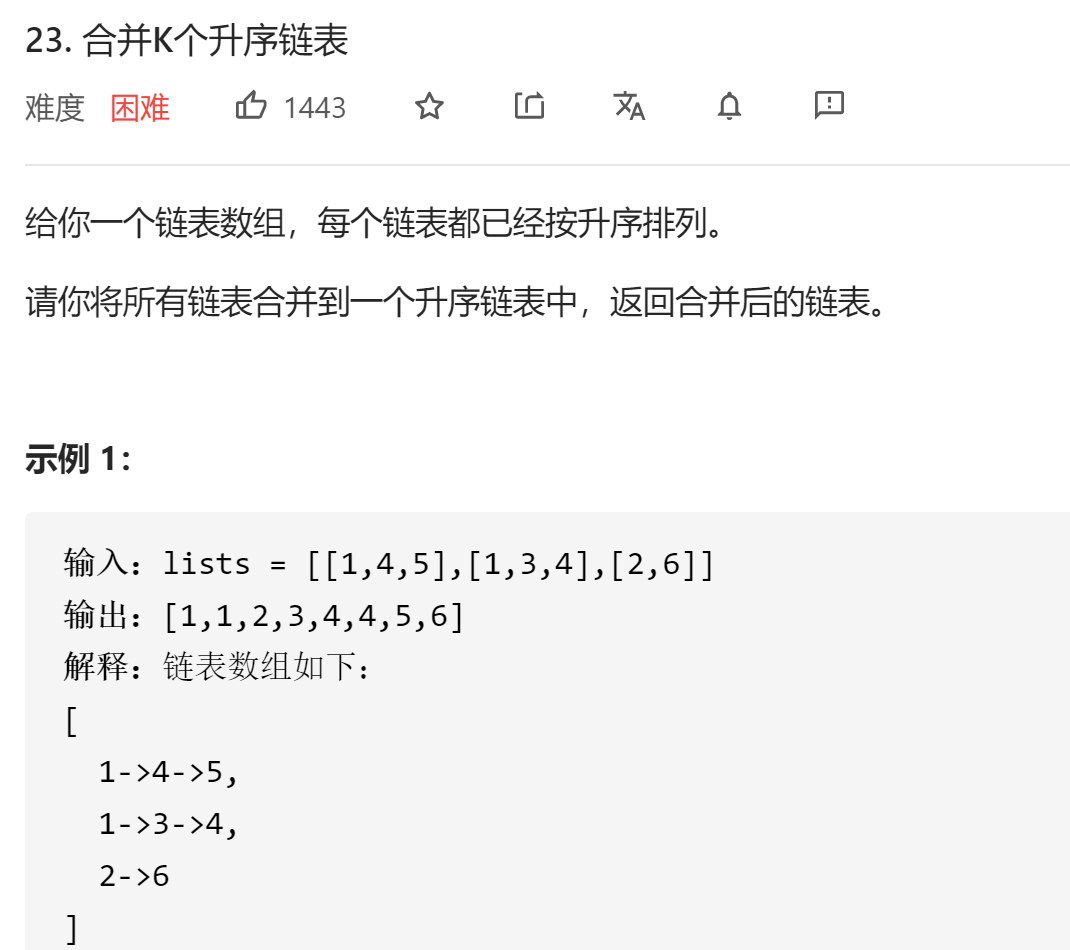 23. 合并K个升序链表
难度 困难 1443
给你一个链表数组，每个链表都已经按升序排列。
请你将所有链表合并到一个升序链表中，返回合并后的链表。
示例 1：
输入：lists = [[1,4,5],[1,3,4],[2,6]]
输出：[1,1,2,3,4,4,5,6]
解释：链表数组如下：
[
  1->4->5,
  1->3->4,
  2->6
]